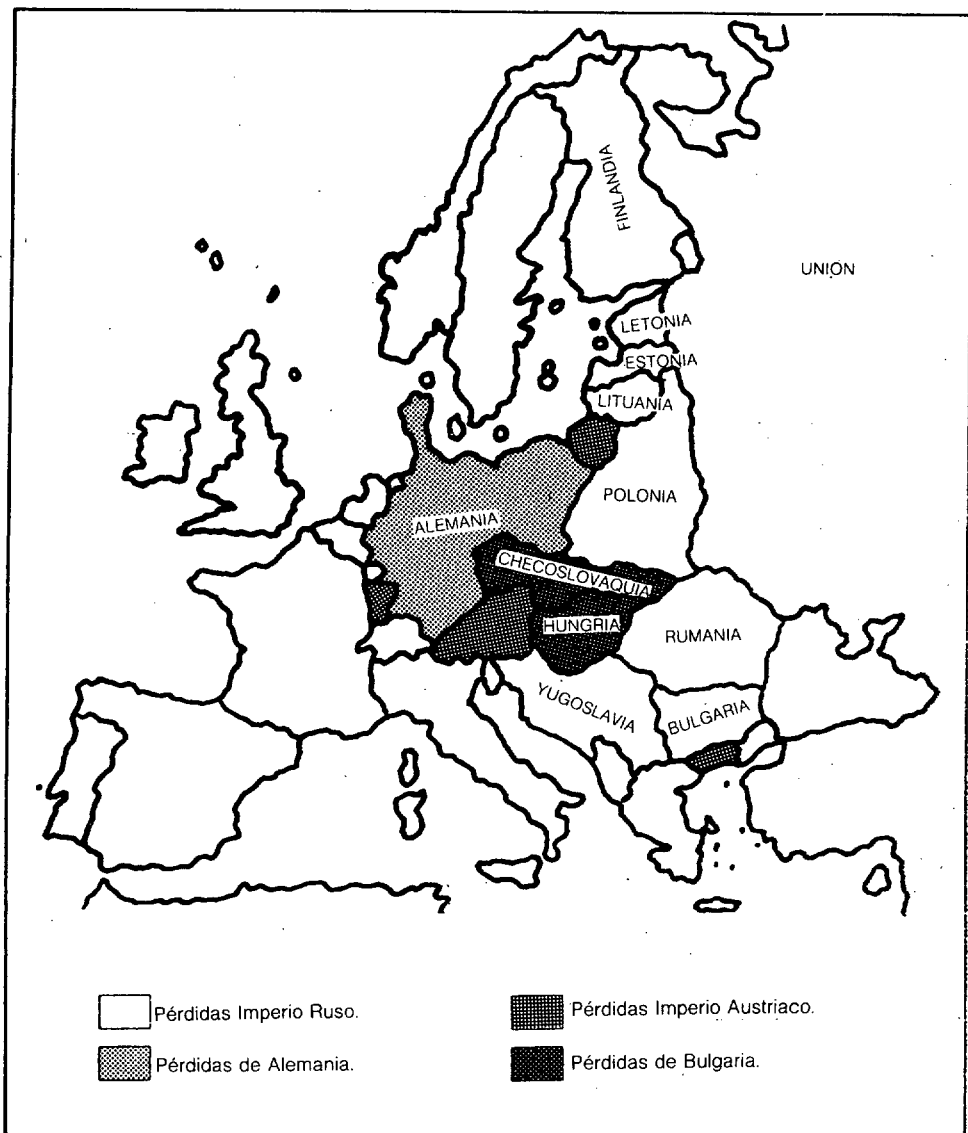 FINLANDIA
UNION
LETONIA
ESTONIA
LITUANIA
POLONIA
ALEMANIA
CHECOSLOVAQUIA
HUNGRIA
RUMANIA
YUGOSLAVIA
BULGARIA
Pérdidas Imperio Ruso.
Pérdidas Imperio Austriaco.
Pérdidas de Alemania.
Pérdidas de Bulgaria.